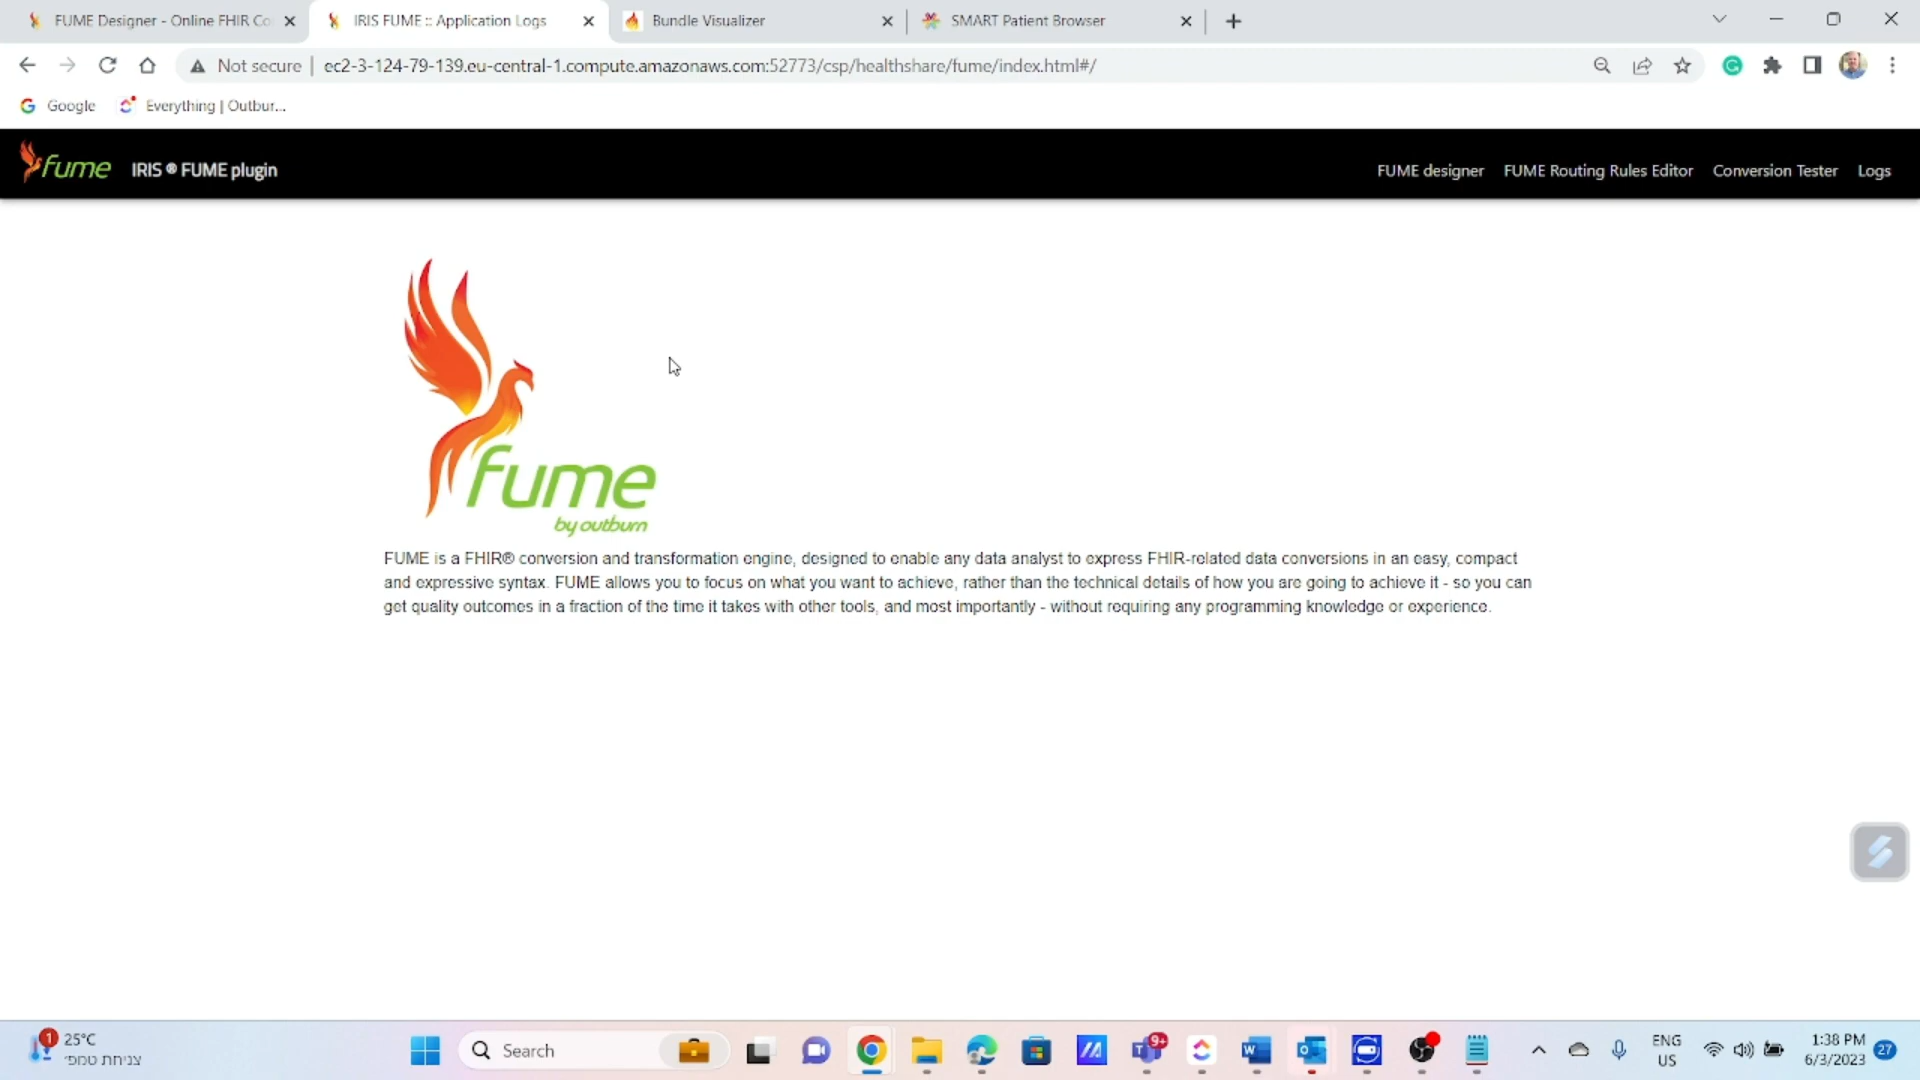 FUME Designer - Online FHIR Co
IRIS FUME :: Application Logs
Bundle Visualizer
SMART Patient Browser
Not secure
ec2-3-124-79-139.eu-central-1.compute.amazonaws.com:52773/csp/healthshare/fume/index.html#/
Google
Everything | Outbur...
fume
IRIS ® FUME plugin
FUME designer
FUME Routing Rules Editor
Conversion Tester
Logs
fume
by outburn
FUME is a FHIR® conversion and transformation engine, designed to enable any data analyst to express FHIR-related data conversions in an easy, compact
and expressive syntax. FUME allows you to focus on what you want to achieve, rather than the technical details of how you are going to achieve it - so you can
get quality outcomes in a fraction of the time it takes with other tools, and most importantly - without requiring any programming knowledge or experience.
1
25°C
צניחת טמפ'
Search
9+
ENG
US
1:38 PM
6/3/2023
27